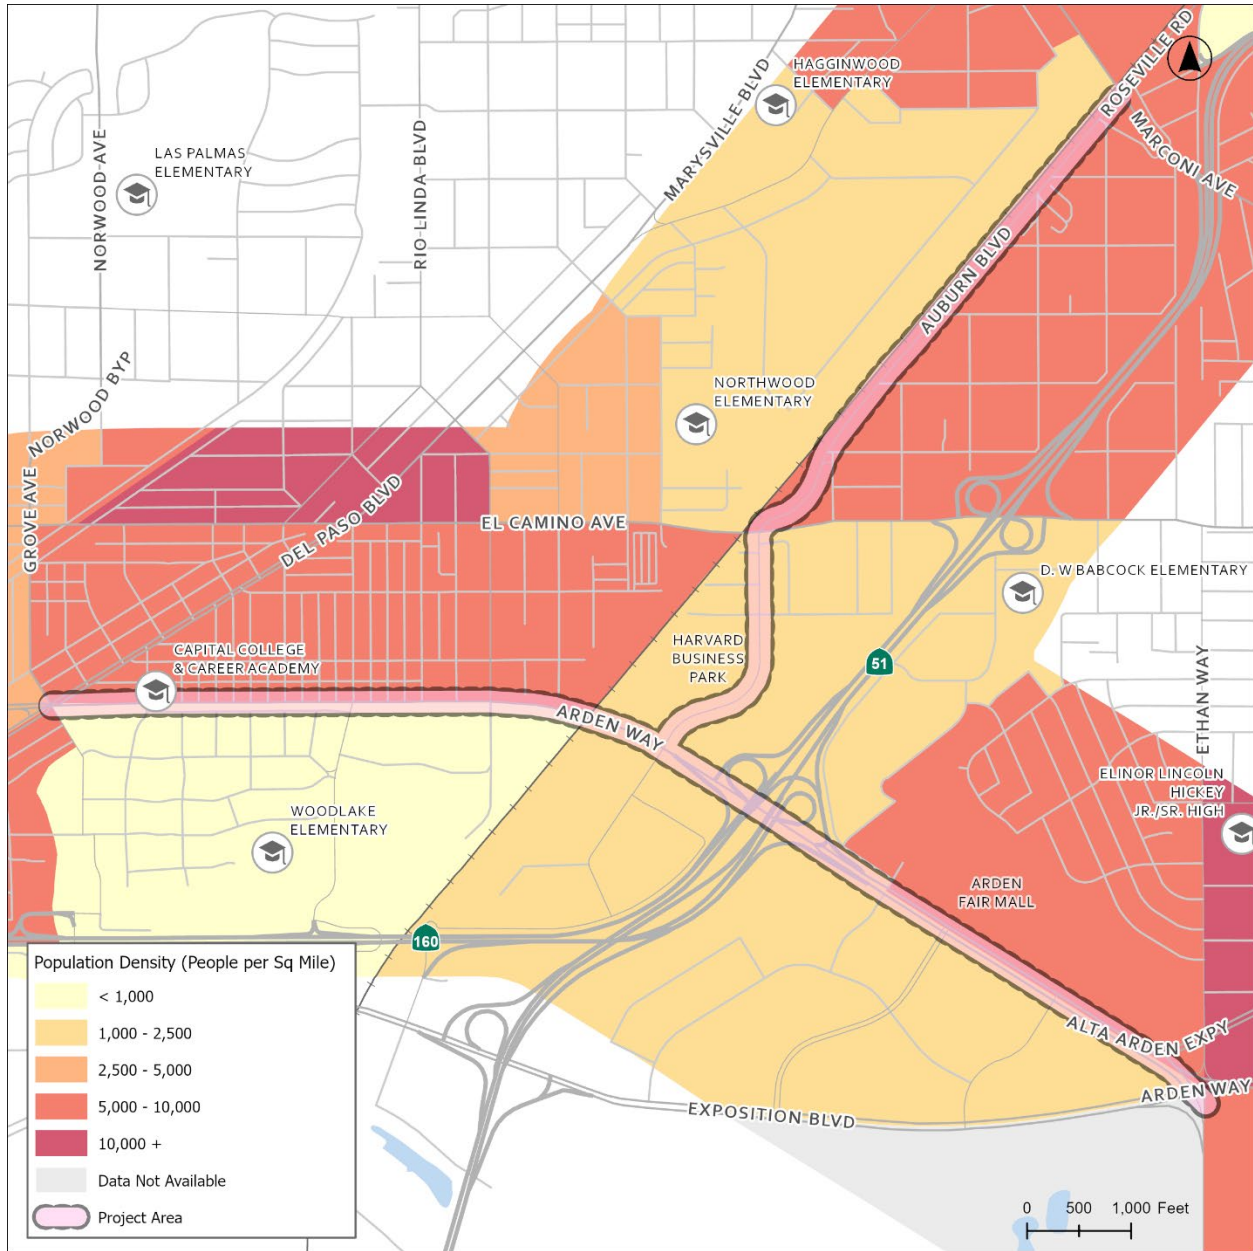 ROSEVILLE RD
HAGGINWOOD
ELEMENTARY
MARYSVILLE BLVD
MARCONI AVE
NORWOOD AVE
LAS PALMAS
ELEMENTARY
RIO LINDA BLVD
AUBURN BLVD
NORWOOD BYP
NORTHWOOD
ELEMENTARY
GROVE AVE
DEL PASO BLVD
EL CAMINO AVE
D. W BABCOCK ELEMENTARY
CAPITAL COLLEGE
& CAREER ACADEMY
HARVARD
BUSINESS
PARK
51
ETHAN WAY
ARDEN WAY
ELINOR LINCOLN
HICKEY
JR./SR. HIGH
WOODLAKE
ELEMENTARY
ARDEN
FAIR MALL
160
ALTA ARDEN EXPY
ARDEN WAY
EXPOSITION BLVD
Population Density (People per Sq Mile)
< 1,000
1,000 - 2,500
2,500 - 5,000
5,000 - 10,000
10,000 +
Data Not Available
Project Area
0 500 1,000 Feet